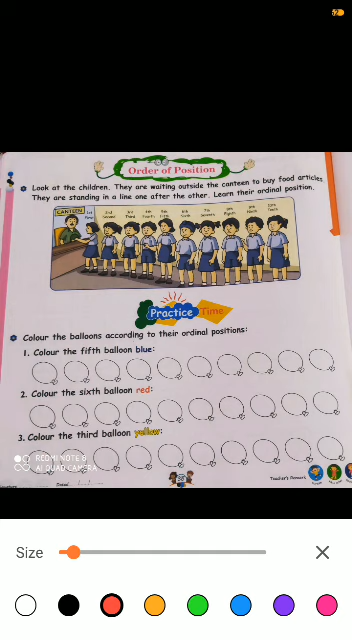 Order of Position
Look at the children. They are waiting outside the canteen to buy food articles.
They are standing in a line one after the other. Learn their ordinal position.
CANTEEN
1st 2nd 3rd 4th 5th 6th 7th 8th 9th 10th
First Second Third Fourth Fifth Sixth Seventh Eighth Ninth Tenth
Practice Time
Colour the balloons according to their ordinal positions:
1. Colour the fifth balloon blue:
2. Colour the sixth balloon red:
3. Colour the third balloon yellow:
REDMI NOTE 8
AI QUAD CAMERA
Dated
Teacher's Remark
Size